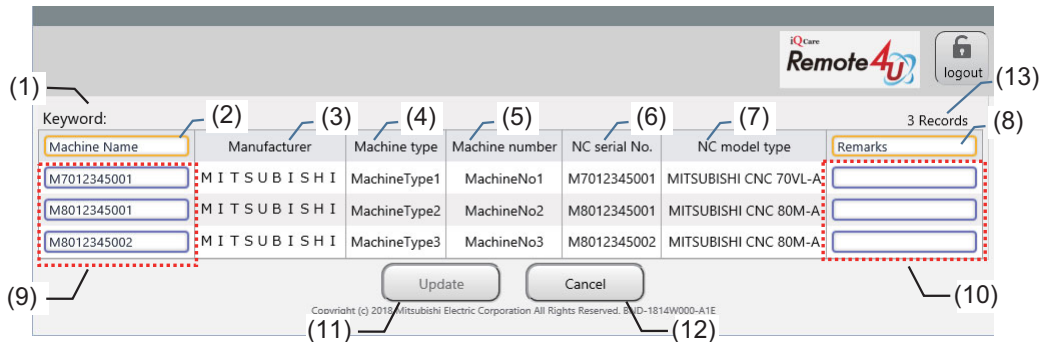 iQ Care
Remote 4U
logout
(13)
(1)
Keyword:
(2)
(3)
(4)
(5)
(6)
(7)
3 Records
(8)
Machine Name Manufacturer Machine type Machine number NC serial No. NC model type Remarks
M7012345001 MITSUBISHI MachineType1 MachineNo1 M7012345001 MITSUBISHI CNC 70VL-A
M8012345001 MITSUBISHI MachineType2 MachineNo2 M8012345001 MITSUBISHI CNC 80M-A
M8012345002 MITSUBISHI MachineType3 MachineNo3 M8012345002 MITSUBISHI CNC 80M-A
(9)
Update
Cancel
(10)
Copyright (c) 2018 Mitsubishi Electric Corporation All Rights Reserved. BND-1814W000-A1E
(11)
(12)